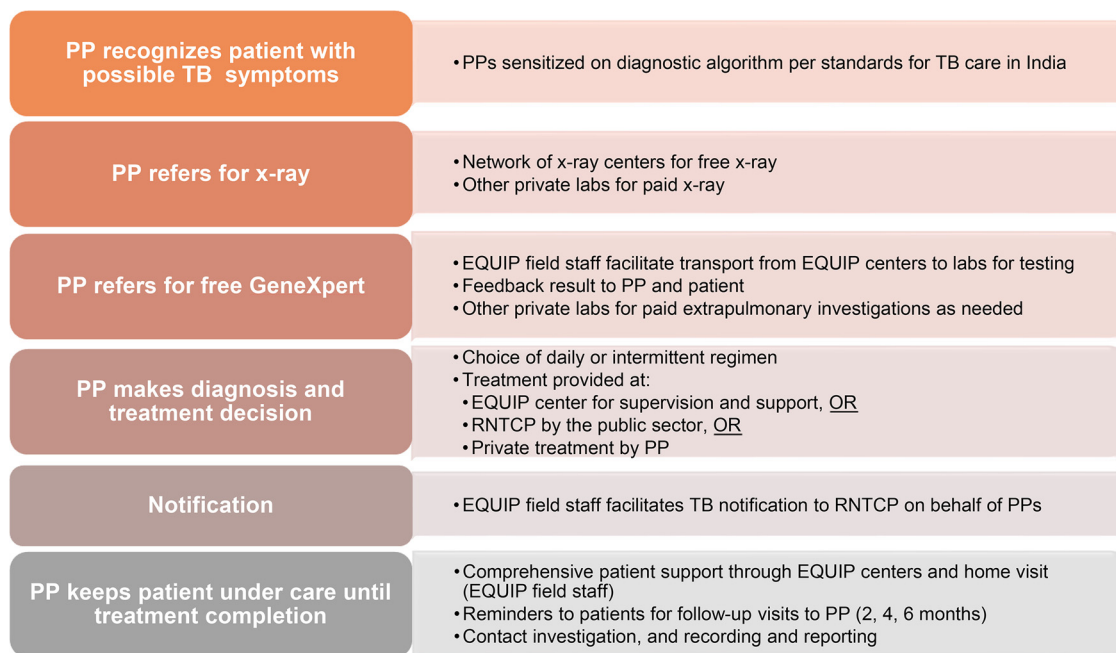 PP recognizes patient with
possible TB symptoms
•PPs sensitized on diagnostic algorithm per standards for TB care in India
PP refers for x-ray
•Network of x-ray centers for free x-ray
•Other private labs for paid x-ray
PP refers for free GeneXpert
•EQUIP field staff facilitate transport from EQUIP centers to labs for testing
•Feedback result to PP and patient
•Other private labs for paid extrapulmonary investigations as needed
PP makes diagnosis and
treatment decision
•Choice of daily or intermittent regimen
•Treatment provided at:
•EQUIP center for supervision and support, OR
•RNTCP by the public sector, OR
•Private treatment by PP
Notification
•EQUIP field staff facilitates TB notification to RNTCP on behalf of PPs
PP keeps patient under care until
treatment completion
•Comprehensive patient support through EQUIP centers and home visit
(EQUIP field staff)
•Reminders to patients for follow-up visits to PP (2, 4, 6 months)
•Contact investigation, and recording and reporting